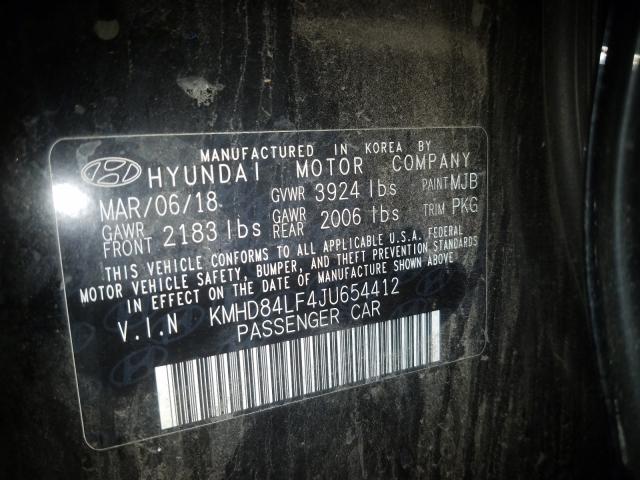 MANUFACTURED IN KOREA BY
HYUNDAI MOTOR COMPANY
MAR/06/18 GVWR 3924 lbs PAINT MJB
GAWR FRONT 2183 lbs GAWR REAR 2006 lbs TRIM PKG
THIS VEHICLE CONFORMS TO ALL APPLICABLE U.S.A. FEDERAL
MOTOR VEHICLE SAFETY, BUMPER, AND THEFT PREVENTION STANDARDS
IN EFFECT ON THE DATE OF MANUFACTURE SHOWN ABOVE
V.I.N KMHD84LF4JU654412
PASSENGER CAR